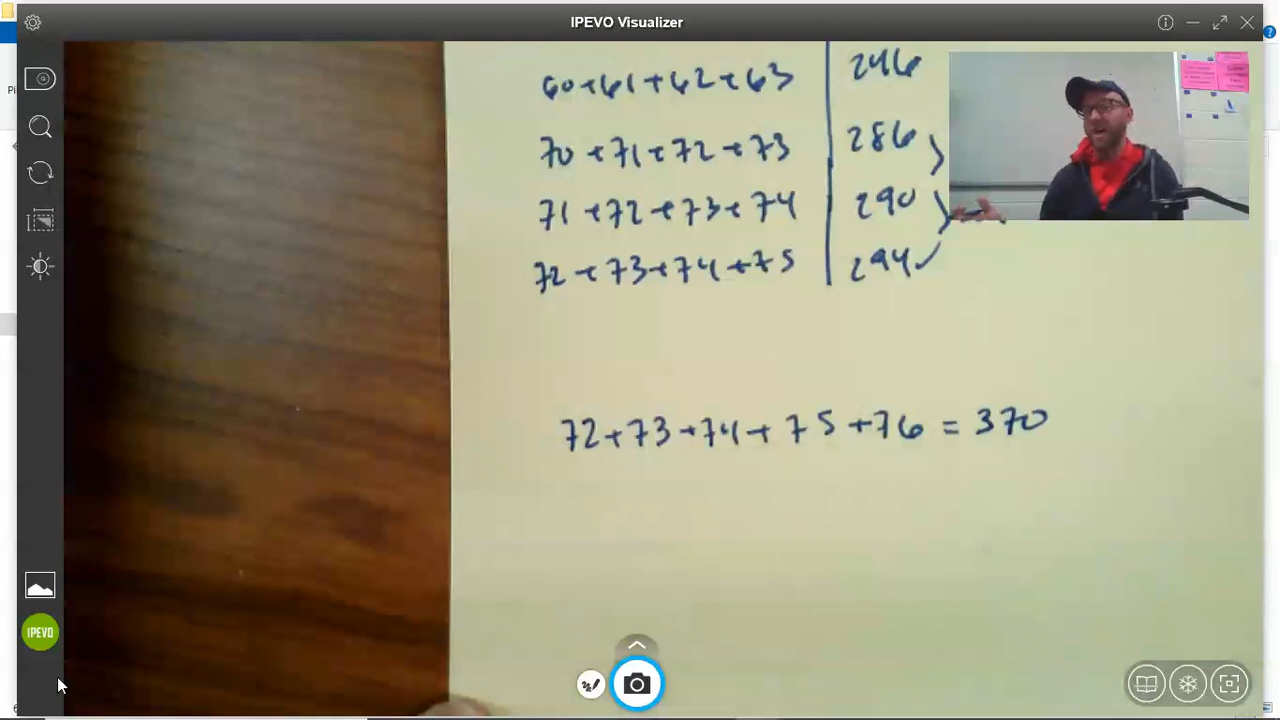 IPEVO Visualizer
60+61+62+63 246
70+71+72+73 286
71+72+73+74 290
72+73+74+75 294✓
72+73+74+75+76 = 370
IPEVO